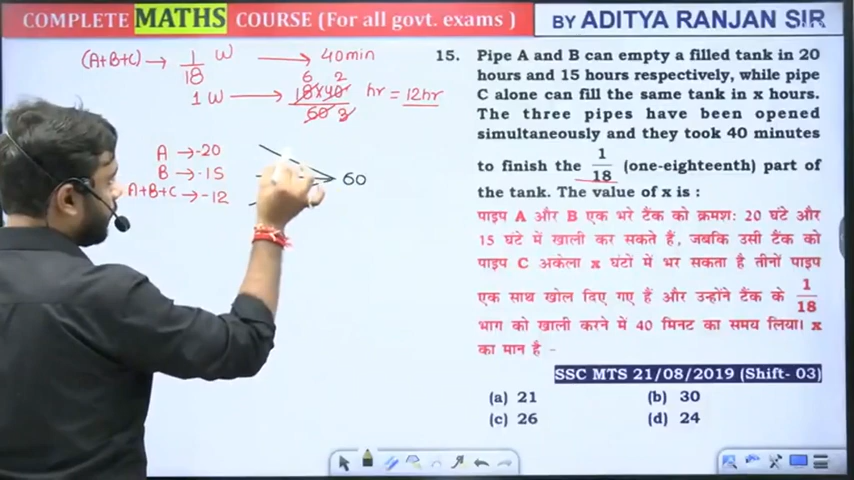 COMPLETE MATHS COURSE (For all govt. exams)
BY ADITYA RANJAN SIR
(A+B+C) → 1/18 W → 40 min
1 W → 18×40/60 hr = 12hr
6 2
3
A → -20
B → -15
A+B+C → -12
60
15. Pipe A and B can empty a filled tank in 20
hours and 15 hours respectively, while pipe
C alone can fill the same tank in x hours.
The three pipes have been opened
simultaneously and they took 40 minutes
to finish the 1/18 (one-eighteenth) part of
the tank. The value of x is :
पाइप A और B एक भरे टैंक को क्रमश: 20 घंटे और
15 घंटे में खाली कर सकते हैं, जबकि उसी टैंक को
पाइप C अकेला x घंटों में भर सकता है तीनों पाइप
एक साथ खोल दिए गए हैं और उन्होंने टैंक के 1/18
भाग को खाली करने में 40 मिनट का समय लिया। x
का मान है -
SSC MTS 21/08/2019 (Shift- 03)
(a) 21 (b) 30
(c) 26 (d) 24